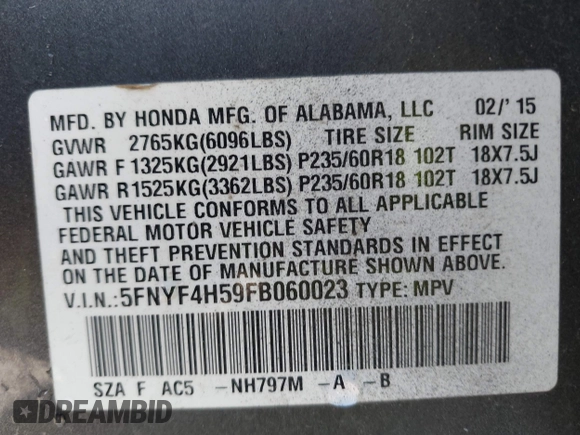 MFD. BY HONDA MFG. OF ALABAMA, LLC 02/'15
GVWR 2765KG(6096LBS) TIRE SIZE RIM SIZE
GAWR F 1325KG(2921LBS) P235/60R18 102T 18X7.5J
GAWR R1525KG(3362LBS) P235/60R18 102T 18X7.5J
THIS VEHICLE CONFORMS TO ALL APPLICABLE
FEDERAL MOTOR VEHICLE SAFETY
AND THEFT PREVENTION STANDARDS IN EFFECT
ON THE DATE OF MANUFACTURE SHOWN ABOVE.
V.I.N.:5FNYF4H59FB060023 TYPE: MPV
SZA F AC5 -NH797M -A -B
DREAMBID